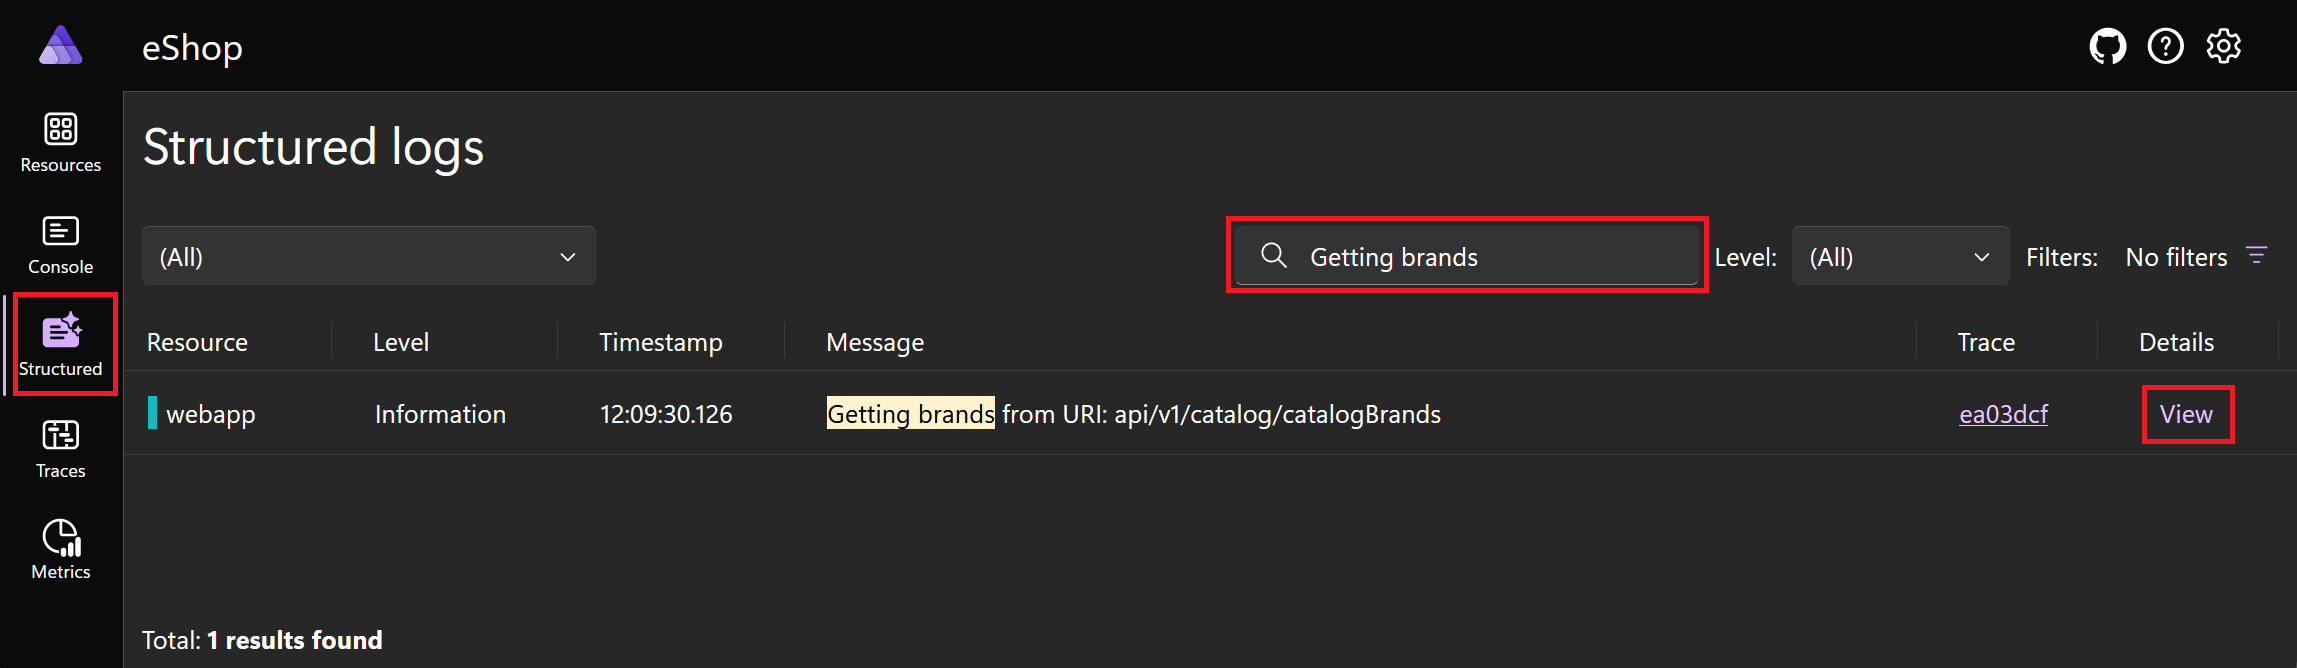 eShop
Resources
Console
Structured
Traces
Metrics
Structured logs
(All)
Getting brands
Level: (All) Filters: No filters
Resource Level Timestamp Message Trace Details
webapp Information 12:09:30.126 Getting brands from URI: api/v1/catalog/catalogBrands ea03dcf View
Total: 1 results found